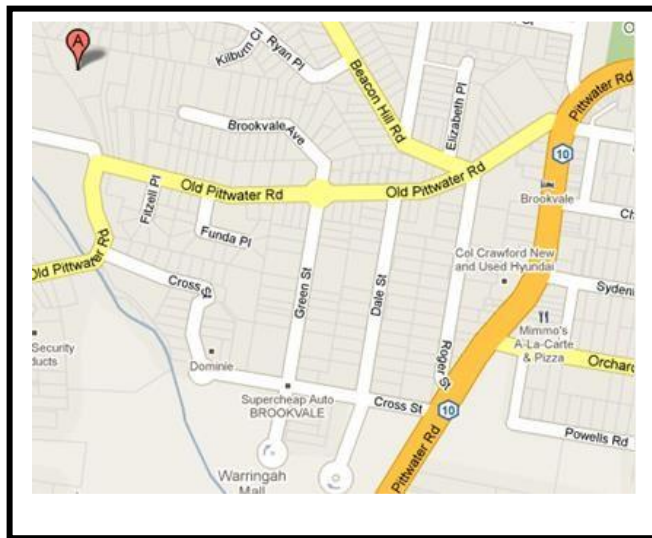 A
Kilburn Cl
Ryan Pl
Beacon Hill Rd
Pittwater Rd
Elizabeth Pl
Brookvale Ave
10
Old Pittwater Rd
Old Pittwater Rd
Brookvale
Fitzell Pl
Funda Pl
Old Pittwater Rd
Col Crawford New
and Used Hyundai
Cross St
Green St
Dale St
Mimmo's
A-La-Carte
& Pizza
Security
ducts
Orchard
Dominie
Roger St
Supercheap Auto
BROOKVALE
Cross St
10
Powells Rd
Warringah
Mall
Pittwater Rd